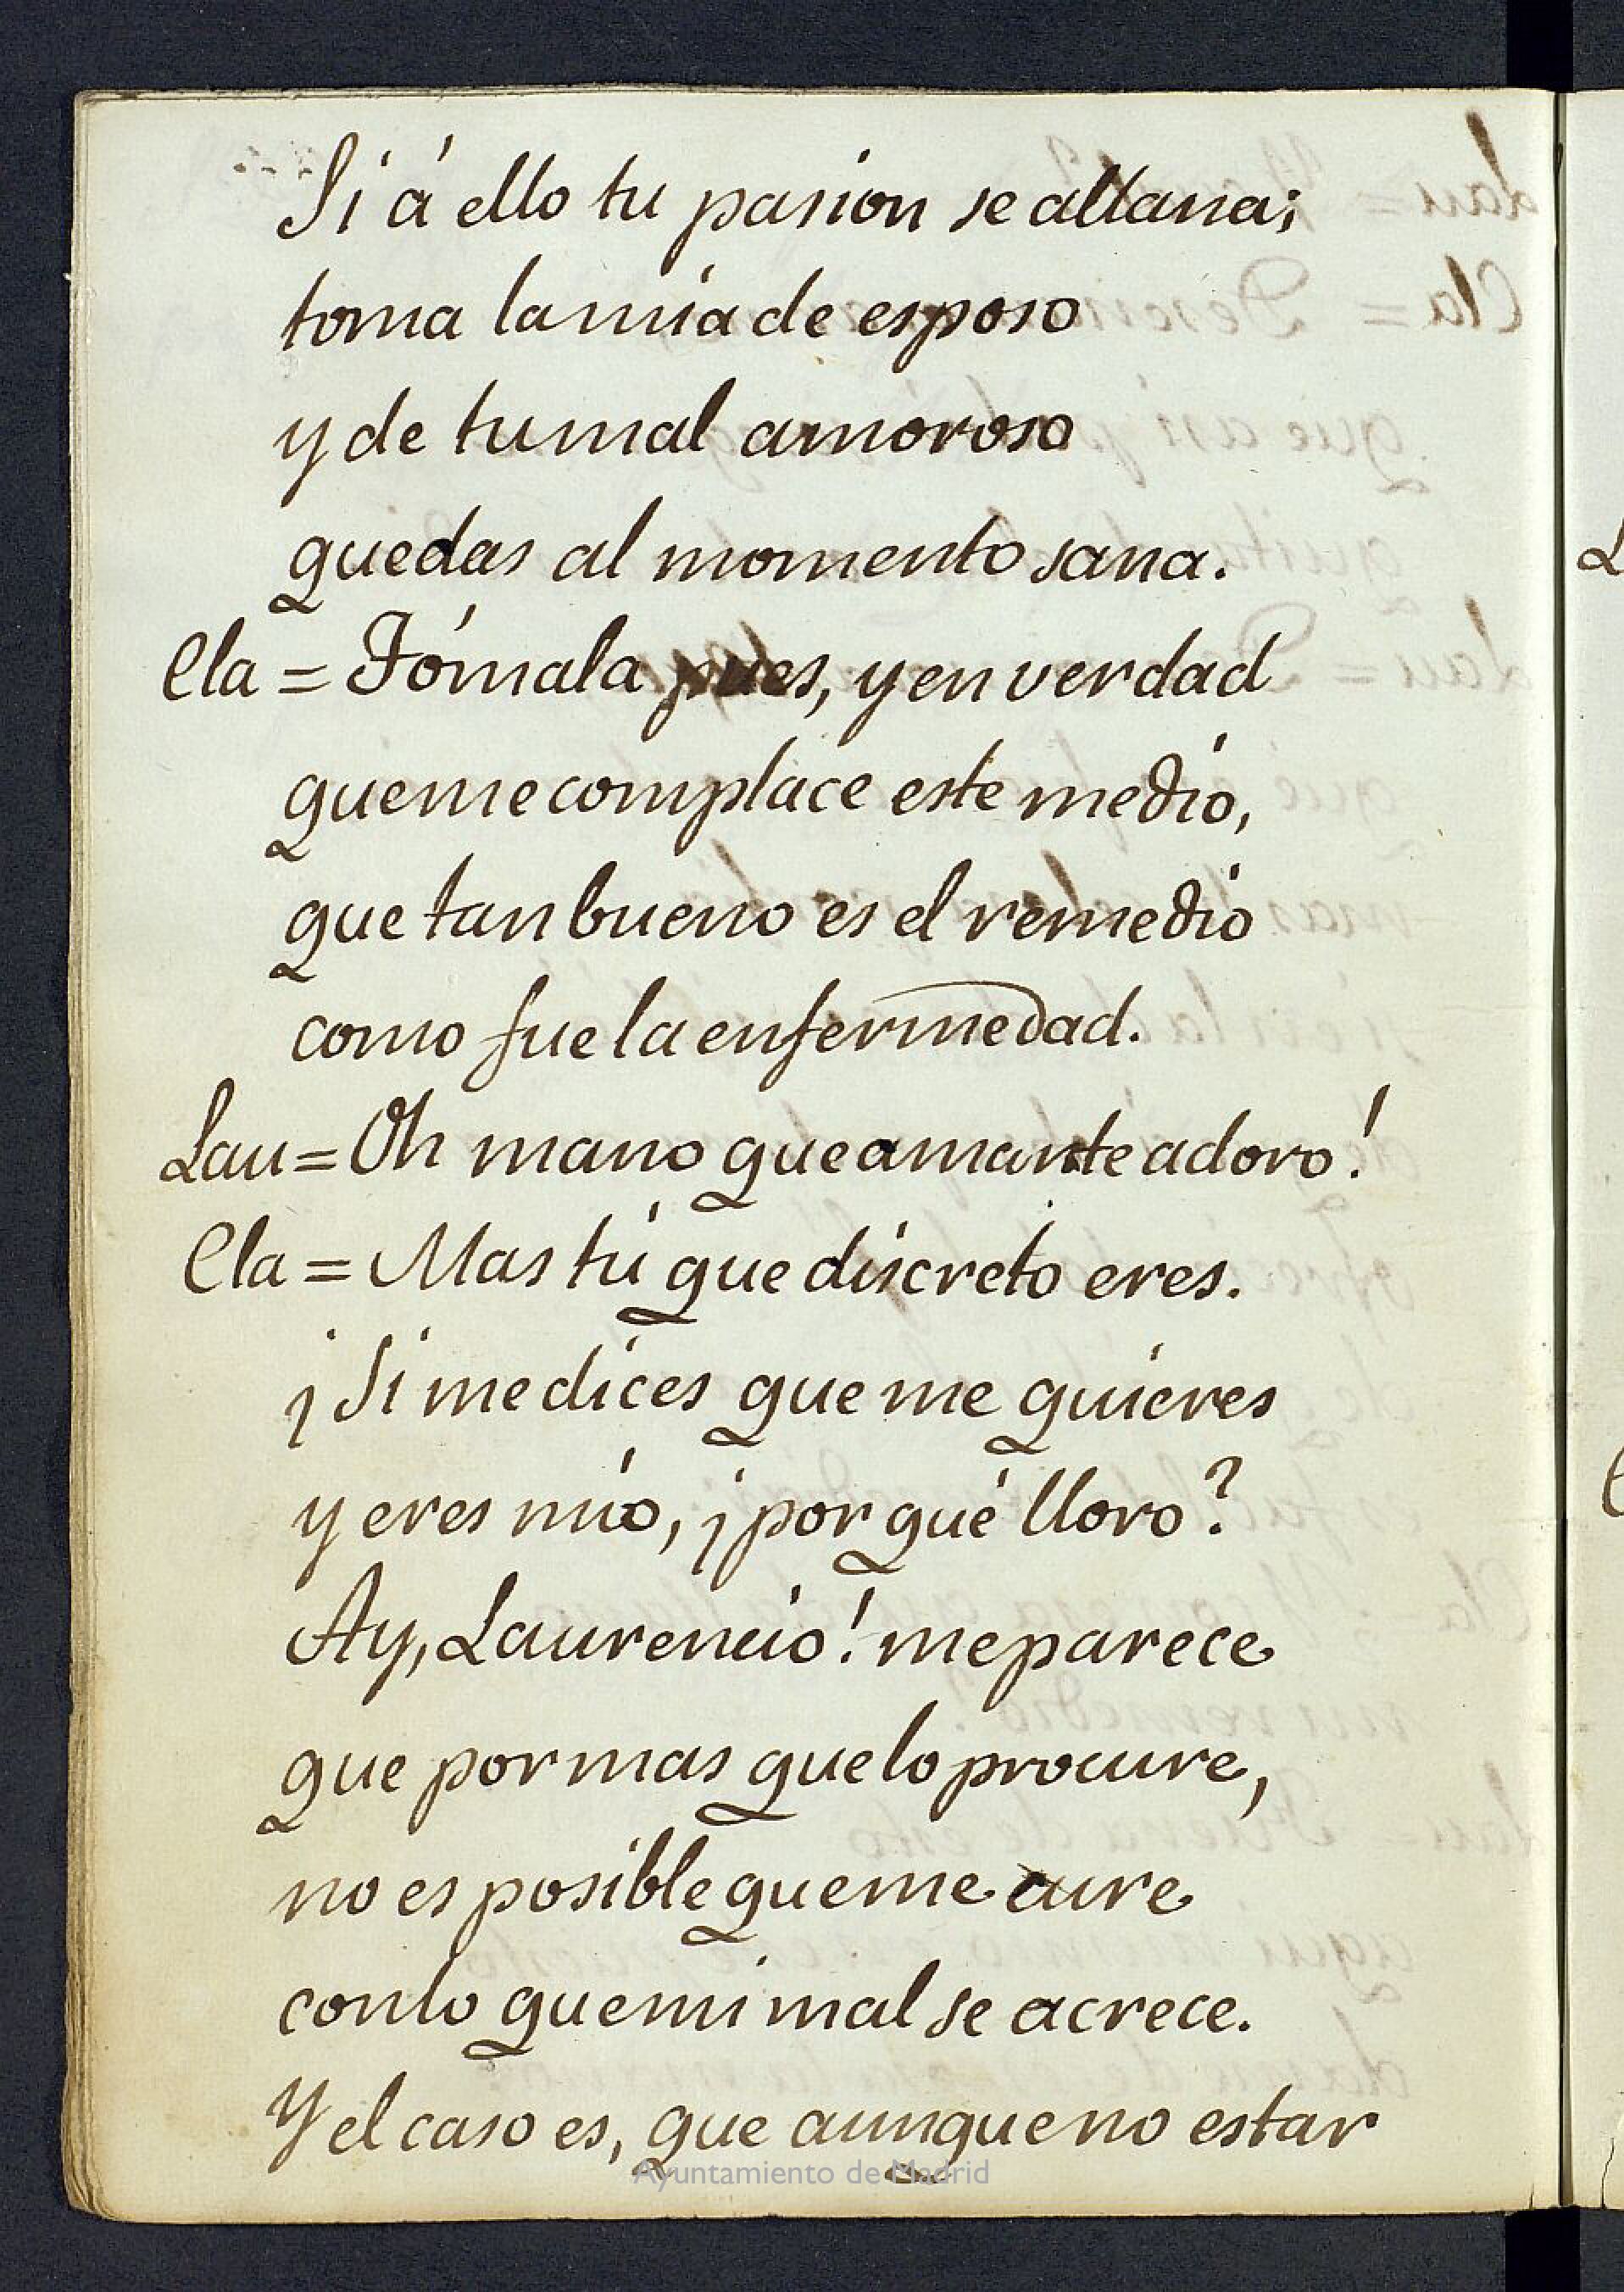 Si á ello tu pasion se allana;
toma la mia de esposo
y de tu mal amoroso
quedas al momento sana.
Cla = Tómala pues, y en verdad
que me complace este medio,
que tan bueno es el remedio
como fue la enfermedad.
Lau = Oh mano que amante adoro!
Cla = Mas tú que discreto eres.
¿Si me dices que me quieres
y eres mio, ¿por qué lloro?
Ay, Laurencio! me parece
que por mas que lo procure,
no es posible que me cure
con lo que mi mal se acrece.
Y el caso es, que aunque no estar
Ayuntamiento de Madrid